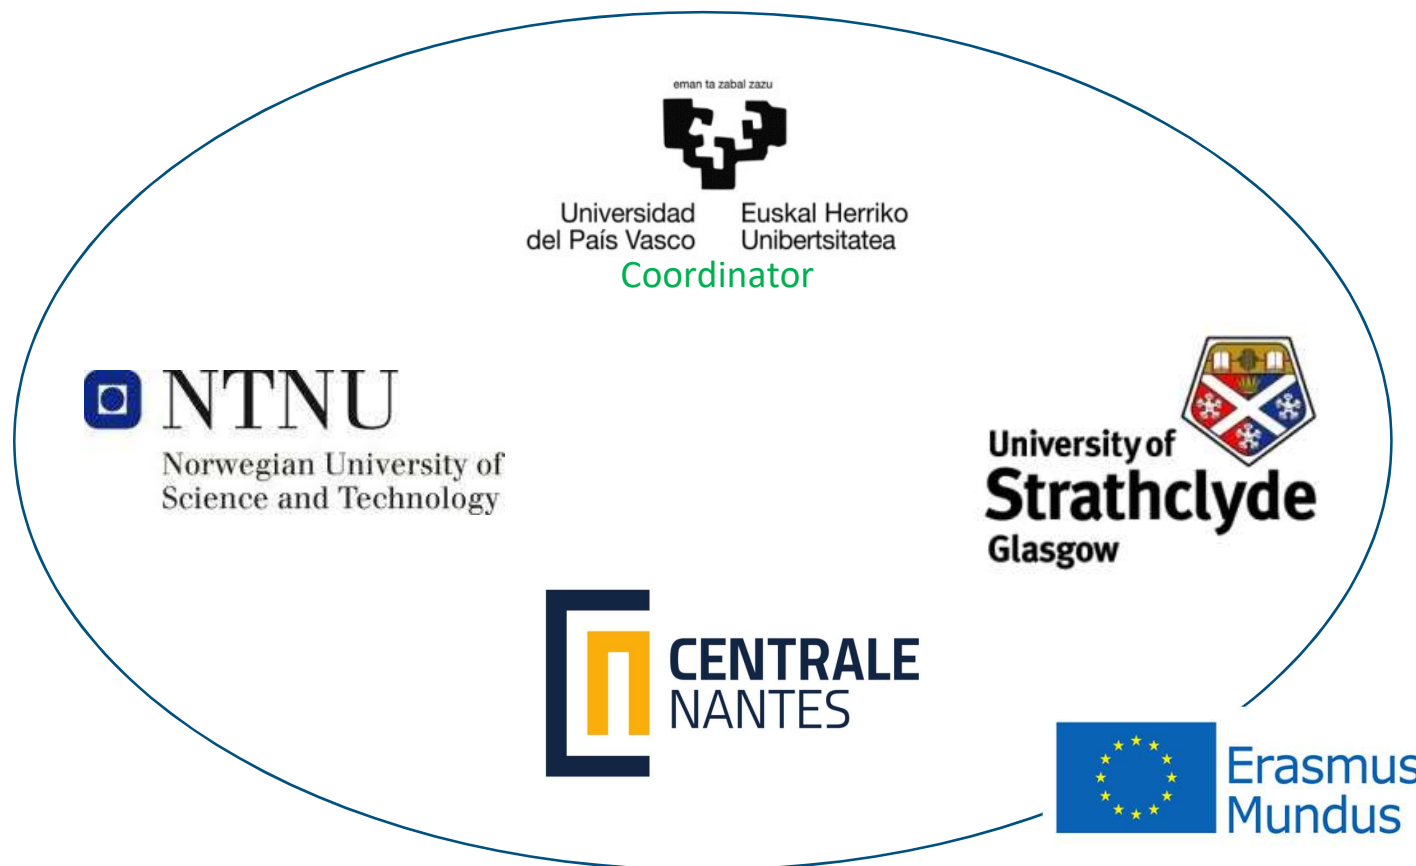 eman ta zabal zazu
Universidad
del País Vasco
Euskal Herriko
Unibertsitatea
Coordinator
NTNU
Norwegian University of
Science and Technology
University of
Strathclyde
Glasgow
CENTRALE
NANTES
Erasmus
Mundus